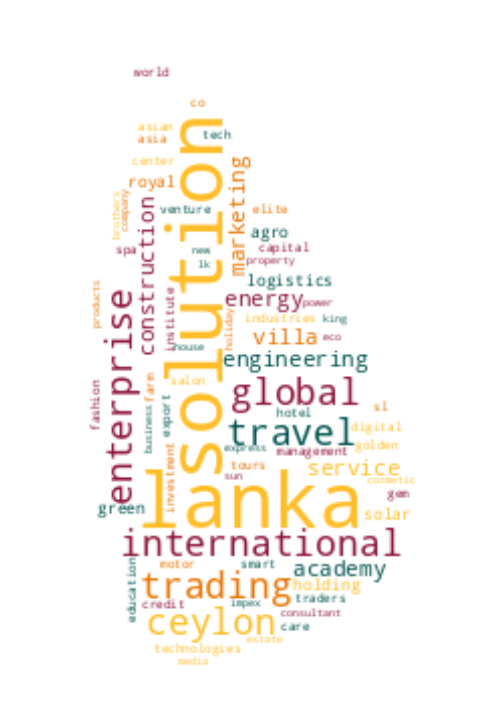 world
co
asian
asia
tech
center
royal
brothers
company
venture
elite
marketing
solution
agro
spa
construction
new
lk
capital
property
logistics
products
enterprise
institute
energy
power
holiday
industries
king
house
villa
eco
engineering
salon
farm
fashion
global
business
export
hotel
sl
travel
digital
express
management
golden
investment
tours
service
sun
lanka
cosmetic
gem
green
solar
international
education
motor
smart
academy
trading
holding
credit
impex
traders
consultant
ceylon
care
estate
technologies
media